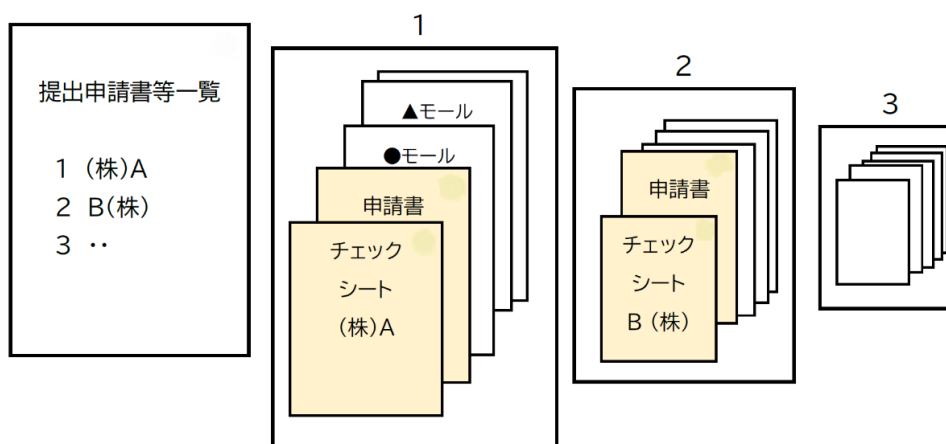 提出申請書等一覧
1 (株)A
2 B(株)
3 ‥
1
▲モール
●モール
申請書
チェック
シート
(株)A
2
申請書
チェック
シート
B (株)
3